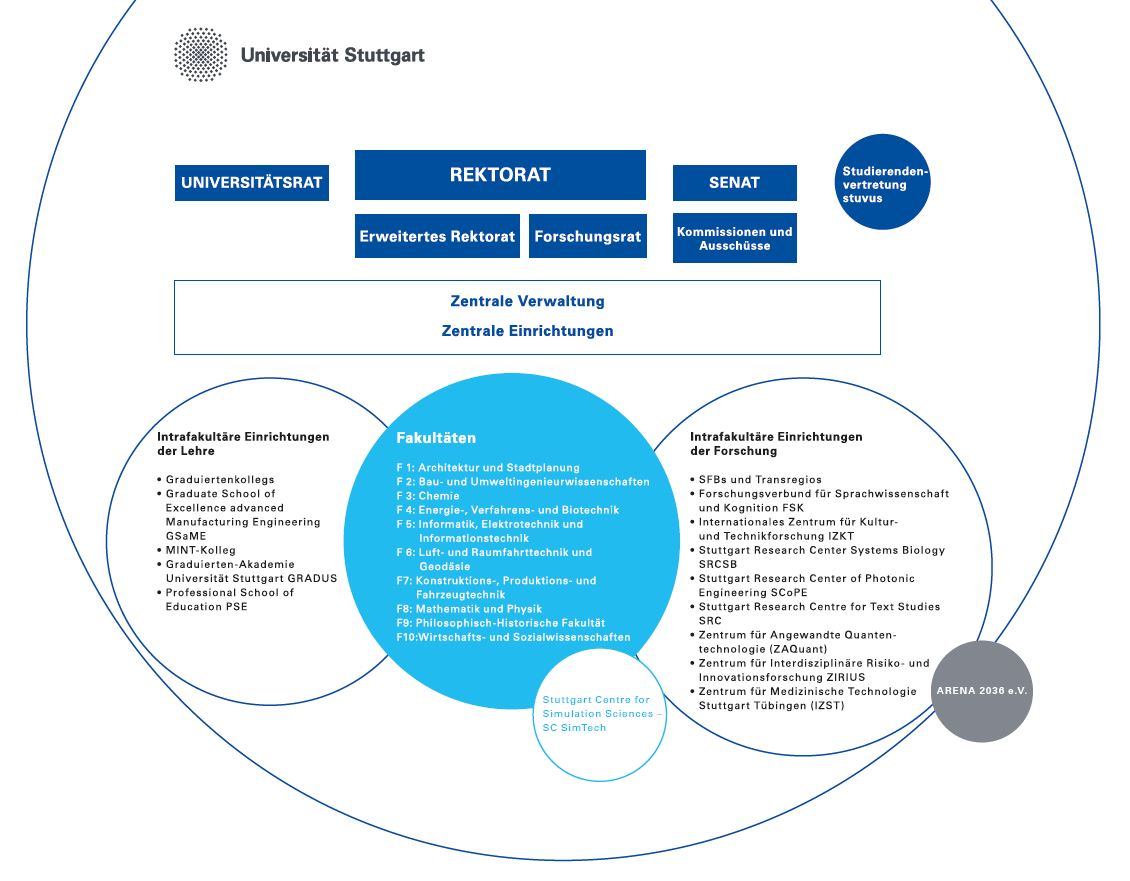 Universität Stuttgart
UNIVERSITÄTSRAT
REKTORAT
SENAT
Studierenden-
vertretung
stuvus
Erweitertes Rektorat
Forschungsrat
Kommissionen und
Ausschüsse
Zentrale Verwaltung
Zentrale Einrichtungen
Intrafakultäre Einrichtungen
der Lehre
• Graduiertenkollegs
• Graduate School of
Excellence advanced
Manufacturing Engineering
GSaME
• MINT-Kolleg
• Graduierten-Akademie
Universität Stuttgart GRADUS
• Professional School of
Education PSE
Fakultäten
F 1: Architektur und Stadtplanung
F 2: Bau- und Umweltingenieurwissenschaften
F 3: Chemie
F 4: Energie-, Verfahrens- und Biotechnik
F 5: Informatik, Elektrotechnik und
Informationstechnik
F 6: Luft- und Raumfahrttechnik und
Geodäsie
F7: Konstruktions-, Produktions- und
Fahrzeugtechnik
F8: Mathematik und Physik
F9: Philosophisch-Historische Fakultät
F10:Wirtschafts- und Sozialwissenschaften
Stuttgart Centre for
Simulation Sciences –
SC SimTech
Intrafakultäre Einrichtungen
der Forschung
• SFBs und Transregios
• Forschungsverbund für Sprachwissenschaft
und Kognition FSK
• Internationales Zentrum für Kultur-
und Technikforschung IZKT
• Stuttgart Research Center Systems Biology
SRCSB
• Stuttgart Research Center of Photonic
Engineering SCoPE
• Stuttgart Research Centre for Text Studies
SRC
• Zentrum für Angewandte Quanten-
technologie (ZAQuant)
• Zentrum für Interdisziplinäre Risiko- und
Innovationsforschung ZIRIUS
• Zentrum für Medizinische Technologie
Stuttgart Tübingen (IZST)
ARENA 2036 e.V.